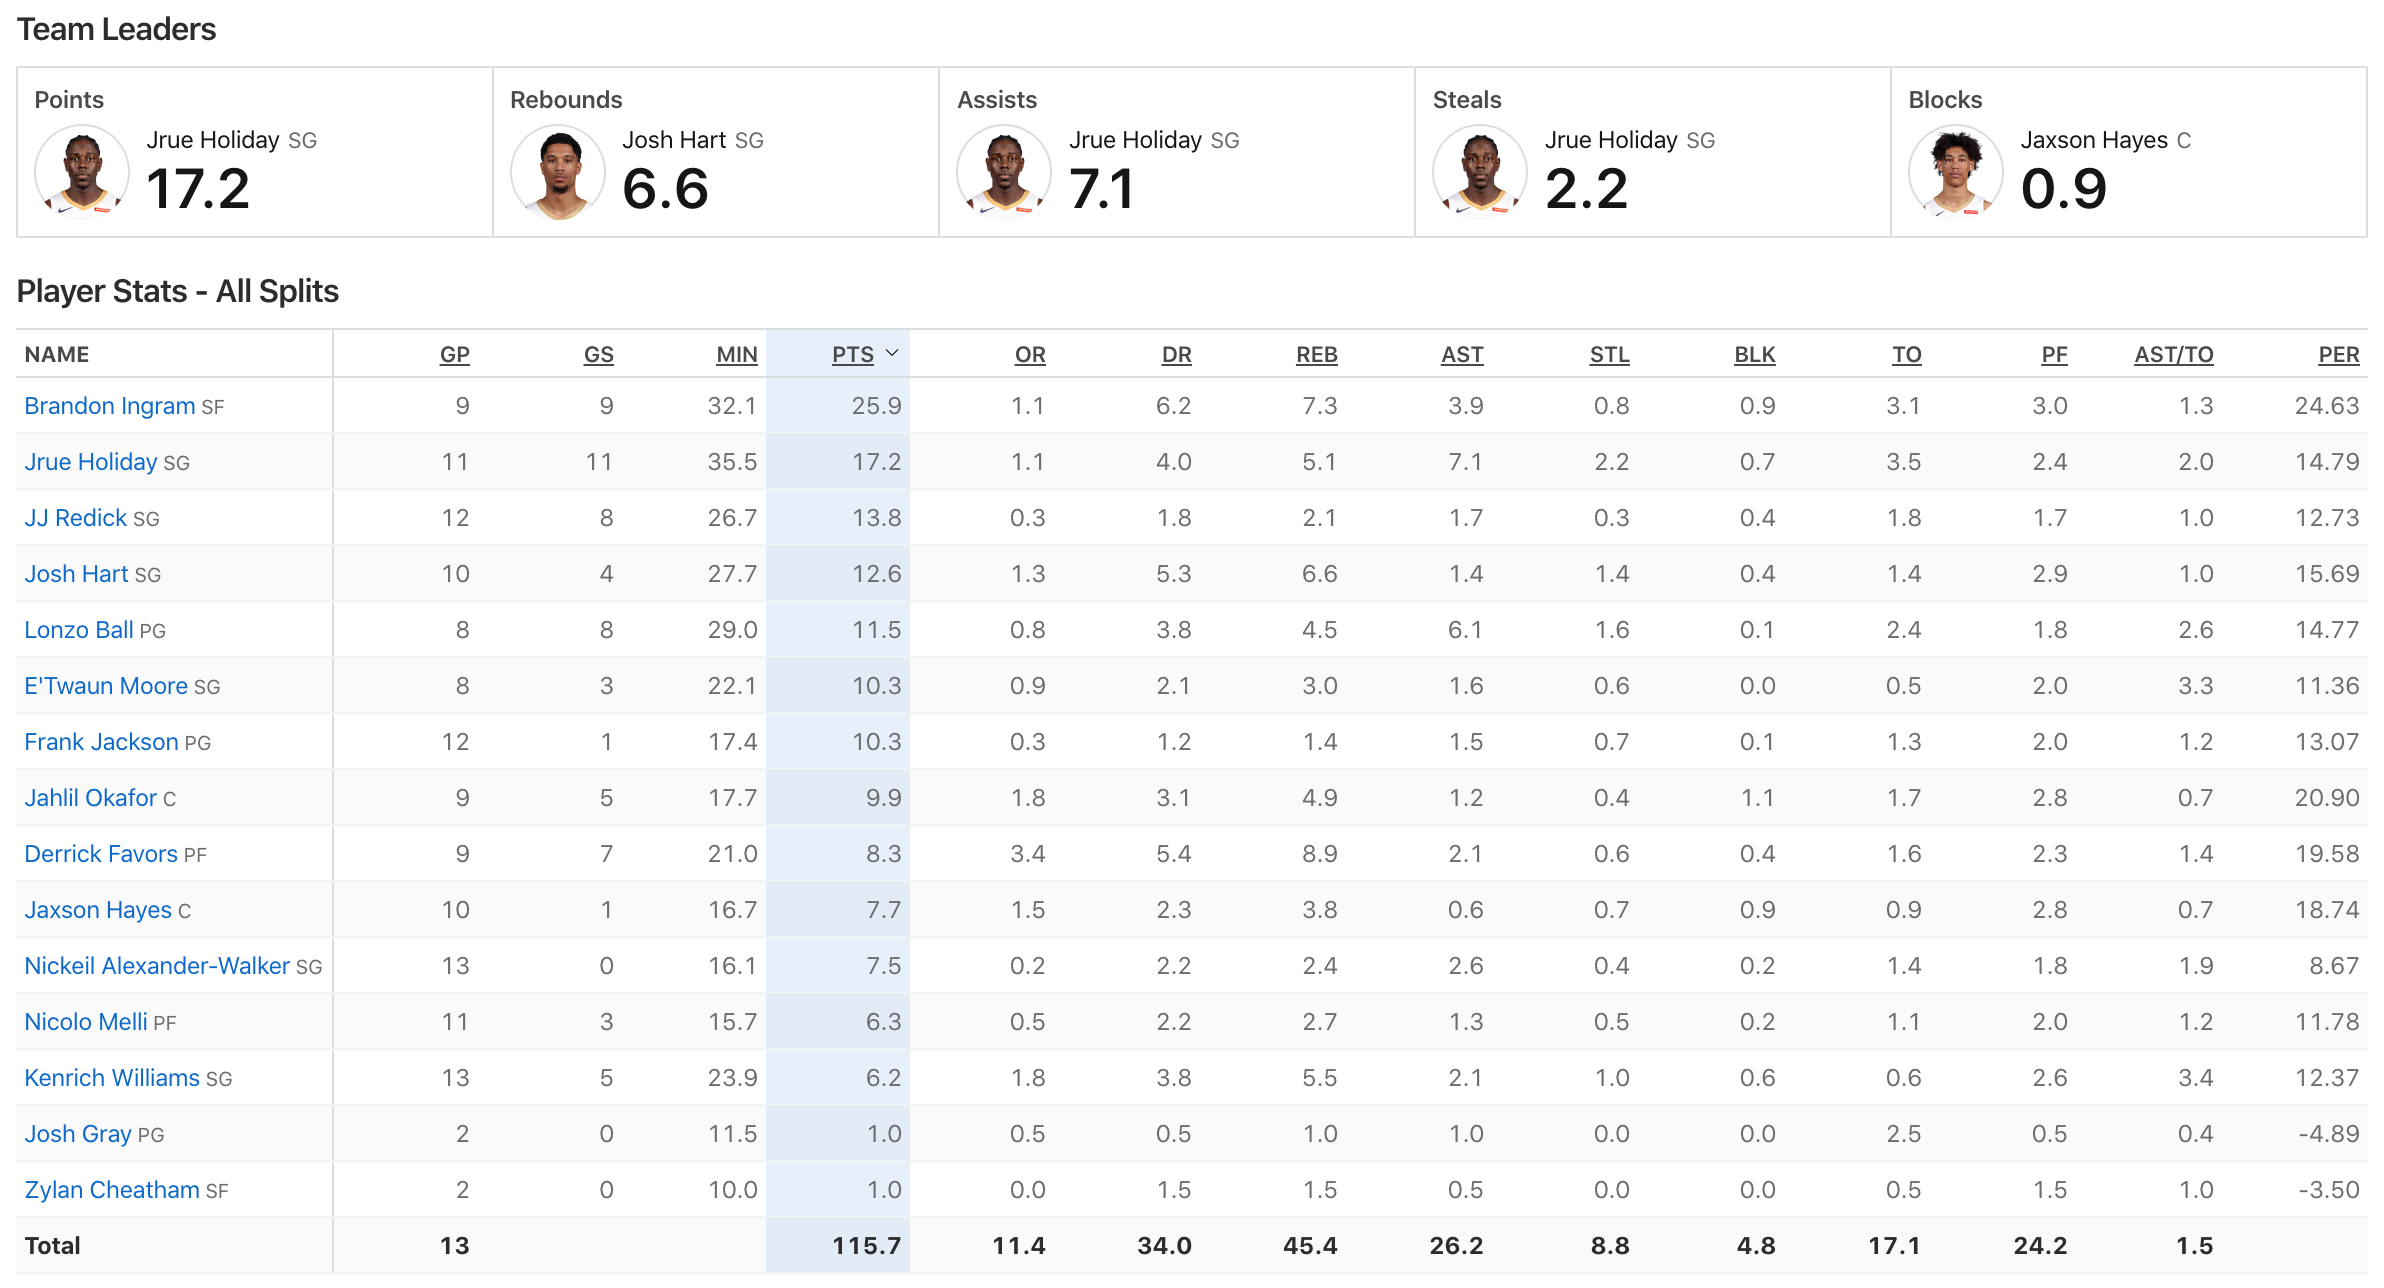 Team Leaders
Points
Jrue Holiday SG
17.2
Rebounds
Josh Hart SG
6.6
Assists
Jrue Holiday SG
7.1
Steals
Jrue Holiday SG
2.2
Blocks
Jaxson Hayes C
0.9
Player Stats - All Splits
NAME GP GS MIN PTS OR DR REB AST STL BLK TO PF AST/TO PER
Brandon Ingram SF 9 9 32.1 25.9 1.1 6.2 7.3 3.9 0.8 0.9 3.1 3.0 1.3 24.63
Jrue Holiday SG 11 11 35.5 17.2 1.1 4.0 5.1 7.1 2.2 0.7 3.5 2.4 2.0 14.79
JJ Redick SG 12 8 26.7 13.8 0.3 1.8 2.1 1.7 0.3 0.4 1.8 1.7 1.0 12.73
Josh Hart SG 10 4 27.7 12.6 1.3 5.3 6.6 1.4 1.4 0.4 1.4 2.9 1.0 15.69
Lonzo Ball PG 8 8 29.0 11.5 0.8 3.8 4.5 6.1 1.6 0.1 2.4 1.8 2.6 14.77
E'Twaun Moore SG 8 3 22.1 10.3 0.9 2.1 3.0 1.6 0.6 0.0 0.5 2.0 3.3 11.36
Frank Jackson PG 12 1 17.4 10.3 0.3 1.2 1.4 1.5 0.7 0.1 1.3 2.0 1.2 13.07
Jahlil Okafor C 9 5 17.7 9.9 1.8 3.1 4.9 1.2 0.4 1.1 1.7 2.8 0.7 20.90
Derrick Favors PF 9 7 21.0 8.3 3.4 5.4 8.9 2.1 0.6 0.4 1.6 2.3 1.4 19.58
Jaxson Hayes C 10 1 16.7 7.7 1.5 2.3 3.8 0.6 0.7 0.9 0.9 2.8 0.7 18.74
Nickeil Alexander-Walker SG 13 0 16.1 7.5 0.2 2.2 2.4 2.6 0.4 0.2 1.4 1.8 1.9 8.67
Nicolo Melli PF 11 3 15.7 6.3 0.5 2.2 2.7 1.3 0.5 0.2 1.1 2.0 1.2 11.78
Kenrich Williams SG 13 5 23.9 6.2 1.8 3.8 5.5 2.1 1.0 0.6 0.6 2.6 3.4 12.37
Josh Gray PG 2 0 11.5 1.0 0.5 0.5 1.0 1.0 0.0 0.0 2.5 0.5 0.4 -4.89
Zylan Cheatham SF 2 0 10.0 1.0 0.0 1.5 1.5 0.5 0.0 0.0 0.5 1.5 1.0 -3.50
Total 13 115.7 11.4 34.0 45.4 26.2 8.8 4.8 17.1 24.2 1.5